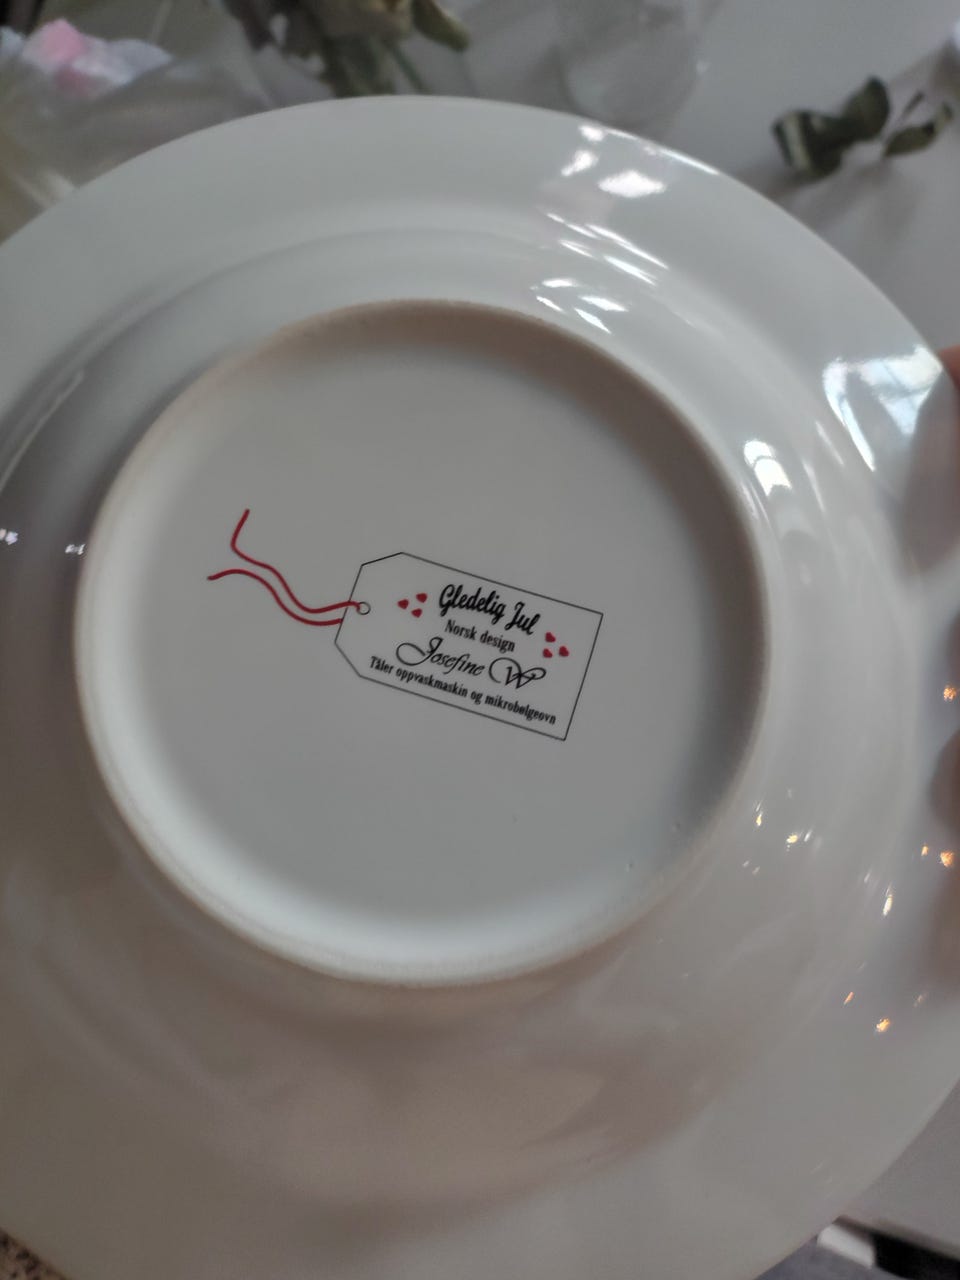 Gledelig Jul
Norsk design
Josefine W
Tåler oppvaskmaskin og mikrobølgeovn